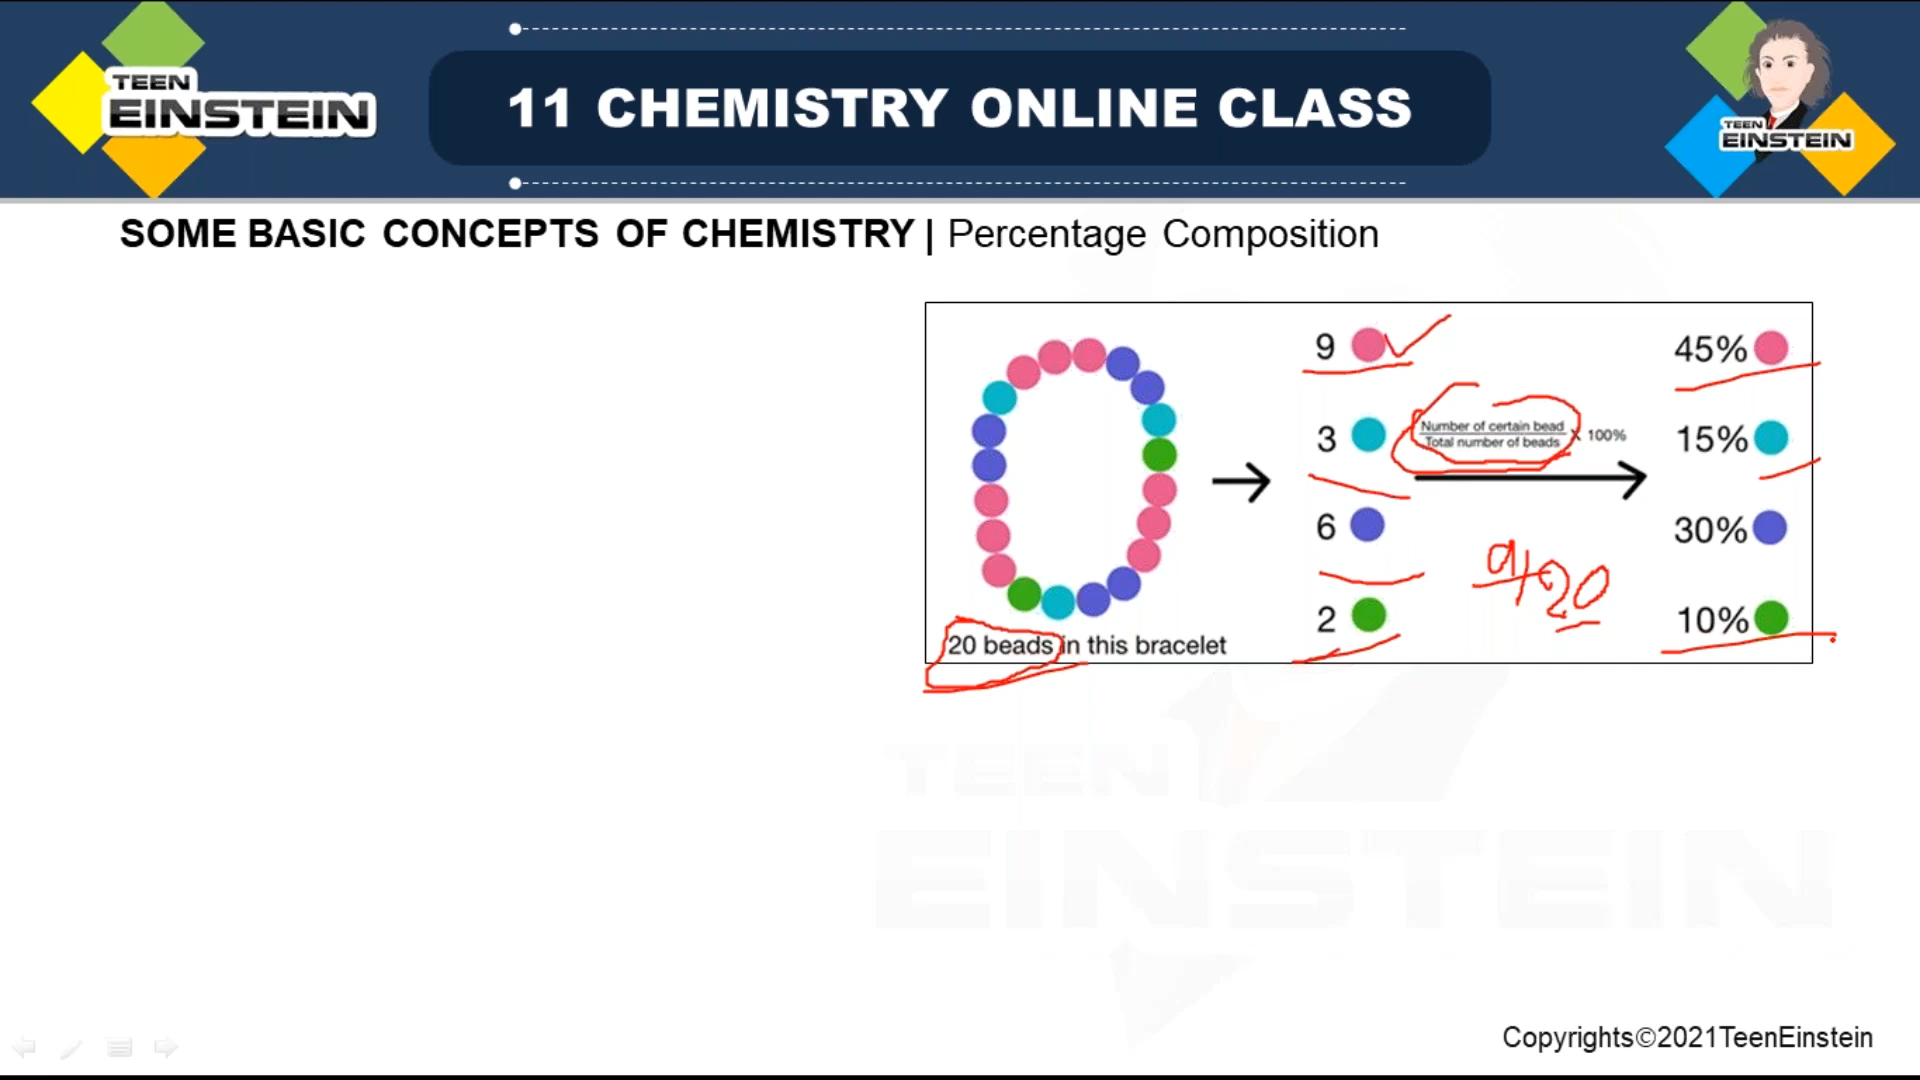 TEEN
EINSTEIN
11 CHEMISTRY ONLINE CLASS
TEEN
EINSTEIN
SOME BASIC CONCEPTS OF CHEMISTRY | Percentage Composition
9
45%
3
Number of certain bead
Total number of beads
X 100%
15%
6
30%
9/20
2
10%
20 beads in this bracelet
TEEN
EINSTEIN
Copyrights©2021TeenEinstein